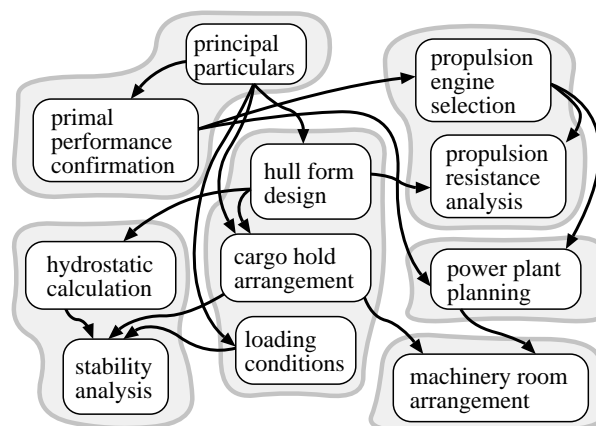 principal
particulars
propulsion
engine
selection
primal
performance
confirmation
hull form
design
propulsion
resistance
analysis
hydrostatic
calculation
cargo hold
arrangement
power plant
planning
loading
conditions
stability
analysis
machinery room
arrangement